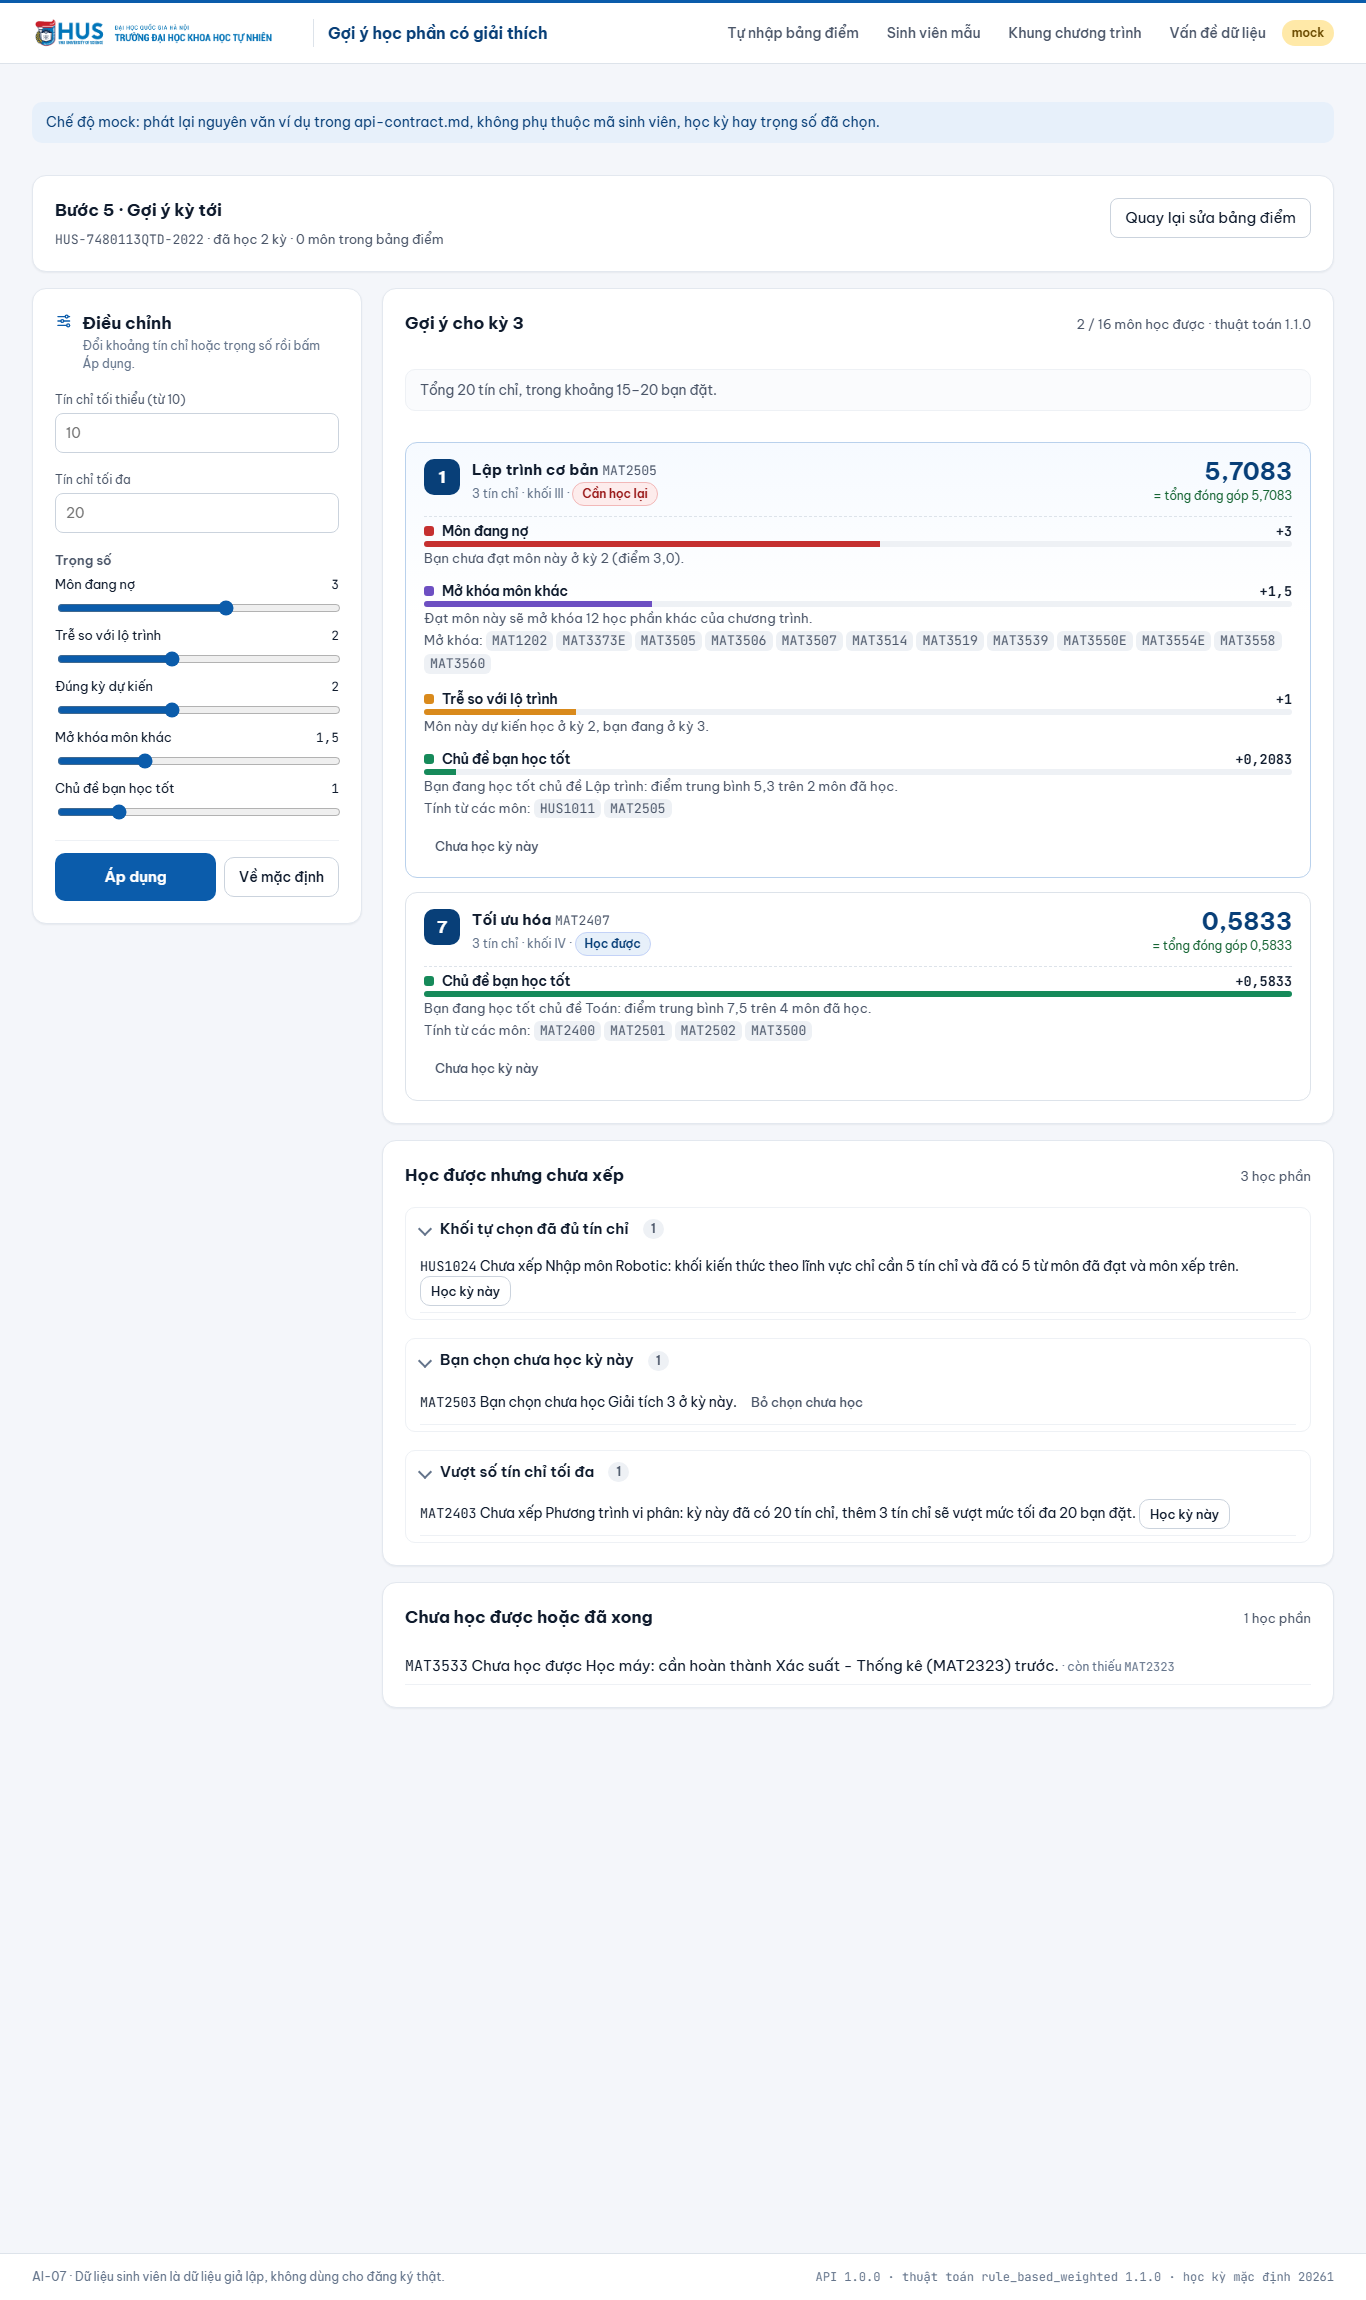 HUS
ĐẠI HỌC QUỐC GIA HÀ NỘI
TRƯỜNG ĐẠI HỌC KHOA HỌC TỰ NHIÊN
Gợi ý học phần có giải thích
Tự nhập bảng điểm
Sinh viên mẫu
Khung chương trình
Vấn đề dữ liệu
mock
Chế độ mock: phát lại nguyên văn ví dụ trong api-contract.md, không phụ thuộc mã sinh viên, học kỳ hay trọng số đã chọn.
Bước 5 · Gợi ý kỳ tới
HUS-7480113QTD-2022 · đã học 2 kỳ · 0 môn trong bảng điểm
Quay lại sửa bảng điểm
Điều chỉnh
Đổi khoảng tín chỉ hoặc trọng số rồi bấm
Áp dụng.
Tín chỉ tối thiểu (từ 10)
10
Tín chỉ tối đa
20
Trọng số
Môn đang nợ 3
Trễ so với lộ trình 2
Đúng kỳ dự kiến 2
Mở khóa môn khác 1,5
Chủ đề bạn học tốt 1
Áp dụng
Về mặc định
Gợi ý cho kỳ 3
2 / 16 môn học được · thuật toán 1.1.0
Tổng 20 tín chỉ, trong khoảng 15–20 bạn đặt.
1
Lập trình cơ bản MAT2505
3 tín chỉ · khối III · Cần học lại
5,7083
= tổng đóng góp 5,7083
Môn đang nợ +3
Bạn chưa đạt môn này ở kỳ 2 (điểm 3,0).
Mở khóa môn khác +1,5
Đạt môn này sẽ mở khóa 12 học phần khác của chương trình.
Mở khóa: MAT1202 MAT3373E MAT3505 MAT3506 MAT3507 MAT3514 MAT3519 MAT3539 MAT3550E MAT3554E MAT3558
MAT3560
Trễ so với lộ trình +1
Môn này dự kiến học ở kỳ 2, bạn đang ở kỳ 3.
Chủ đề bạn học tốt +0,2083
Bạn đang học tốt chủ đề Lập trình: điểm trung bình 5,3 trên 2 môn đã học.
Tính từ các môn: HUS1011 MAT2505
Chưa học kỳ này
7
Tối ưu hóa MAT2407
3 tín chỉ · khối IV · Học được
0,5833
= tổng đóng góp 0,5833
Chủ đề bạn học tốt +0,5833
Bạn đang học tốt chủ đề Toán: điểm trung bình 7,5 trên 4 môn đã học.
Tính từ các môn: MAT2400 MAT2501 MAT2502 MAT3500
Chưa học kỳ này
Học được nhưng chưa xếp
3 học phần
Khối tự chọn đã đủ tín chỉ 1
HUS1024 Chưa xếp Nhập môn Robotic: khối kiến thức theo lĩnh vực chỉ cần 5 tín chỉ và đã có 5 từ môn đã đạt và môn xếp trên.
Học kỳ này
Bạn chọn chưa học kỳ này 1
MAT2503 Bạn chọn chưa học Giải tích 3 ở kỳ này. Bỏ chọn chưa học
Vượt số tín chỉ tối đa 1
MAT2403 Chưa xếp Phương trình vi phân: kỳ này đã có 20 tín chỉ, thêm 3 tín chỉ sẽ vượt mức tối đa 20 bạn đặt. Học kỳ này
Chưa học được hoặc đã xong
1 học phần
MAT3533 Chưa học được Học máy: cần hoàn thành Xác suất - Thống kê (MAT2323) trước. · còn thiếu MAT2323
AI-07 · Dữ liệu sinh viên là dữ liệu giả lập, không dùng cho đăng ký thật.
API 1.0.0 · thuật toán rule_based_weighted 1.1.0 · học kỳ mặc định 20261